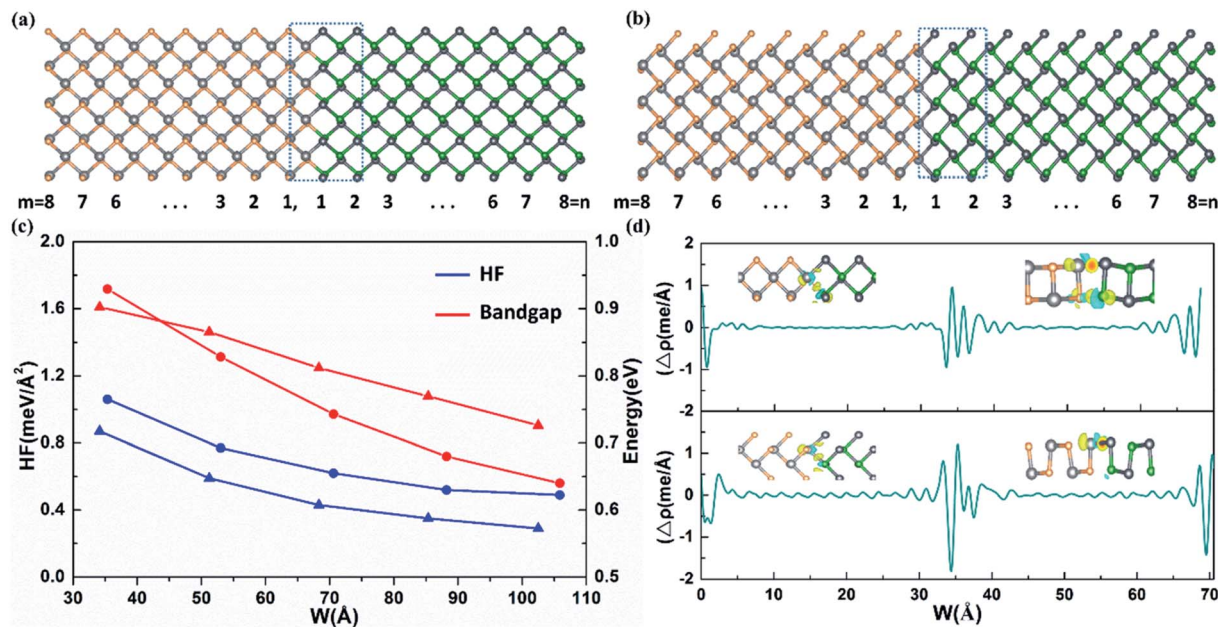 (a)
(b)
m=8 7 6 ... 3 2 1, 1 2 3 ... 6 7 8=n
m=8 7 6 ... 3 2 1, 1 2 3 ... 6 7 8=n
(c)
HF(meV/Å²)
2.0
1.6
1.2
0.8
0.4
0.0
HF
Bandgap
1.0
0.9
0.8
0.7
0.6
0.5
Energy(eV)
30 40 50 60 70 80 90 100 110
W(Å)
(d)
(△ρ(me/Å)
2
1
0
-1
-2
(△ρ(me/Å)
2
1
0
-1
-2
0 10 20 30 40 50 60 70
W(Å)